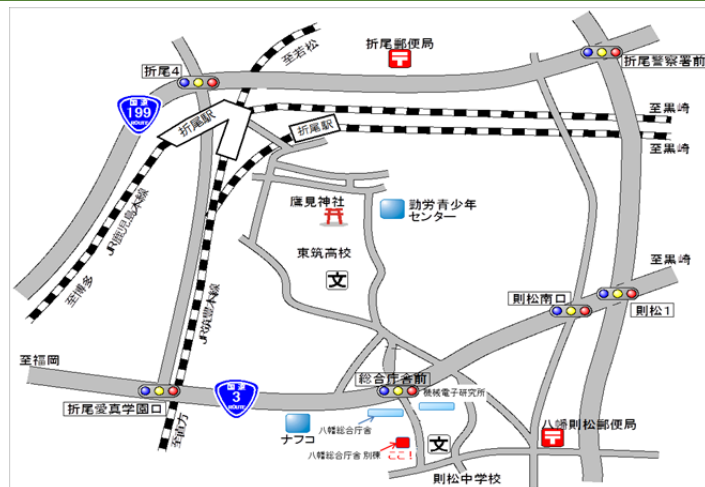 至若松
折尾郵便局
折尾警察署前
折尾4
国道
199
ROUTE
折尾駅
折尾駅
至黒崎
至黒崎
鷹見神社
勤労青少年
センター
JR鹿児島本線
東筑高校
文
至博多
JR筑豊本線
至黒崎
則松南口
則松1
至福岡
総合庁舎前
機械電子研究所
折尾愛真学園口
国道
3
ROUTE
ナフコ
八幡総合庁舎
至直方
八幡総合庁舎 別棟 ここ！
文
八幡則松郵便局
則松中学校